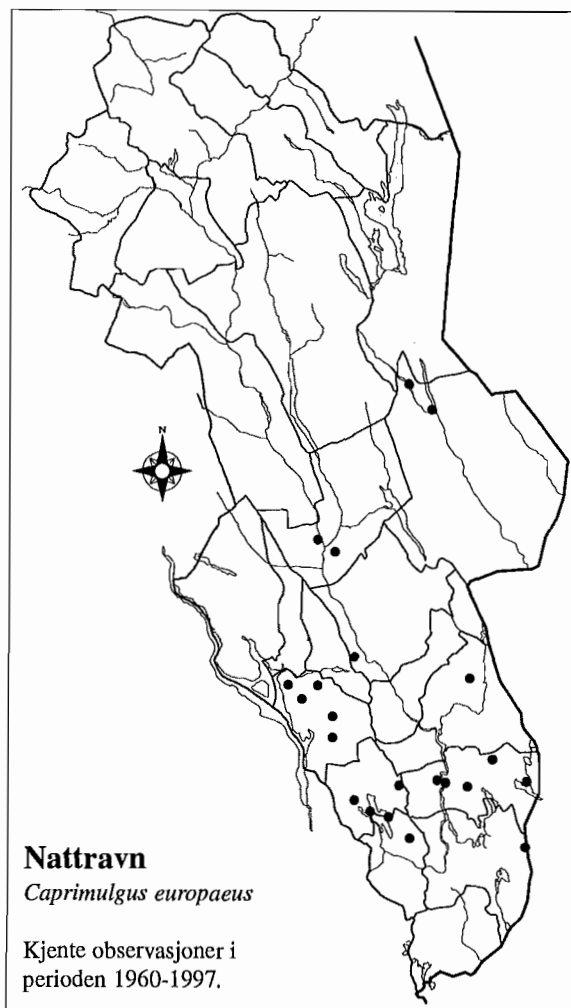 N
Nattravn
Caprimulgus europaeus
Kjente observasjoner i
perioden 1960-1997.